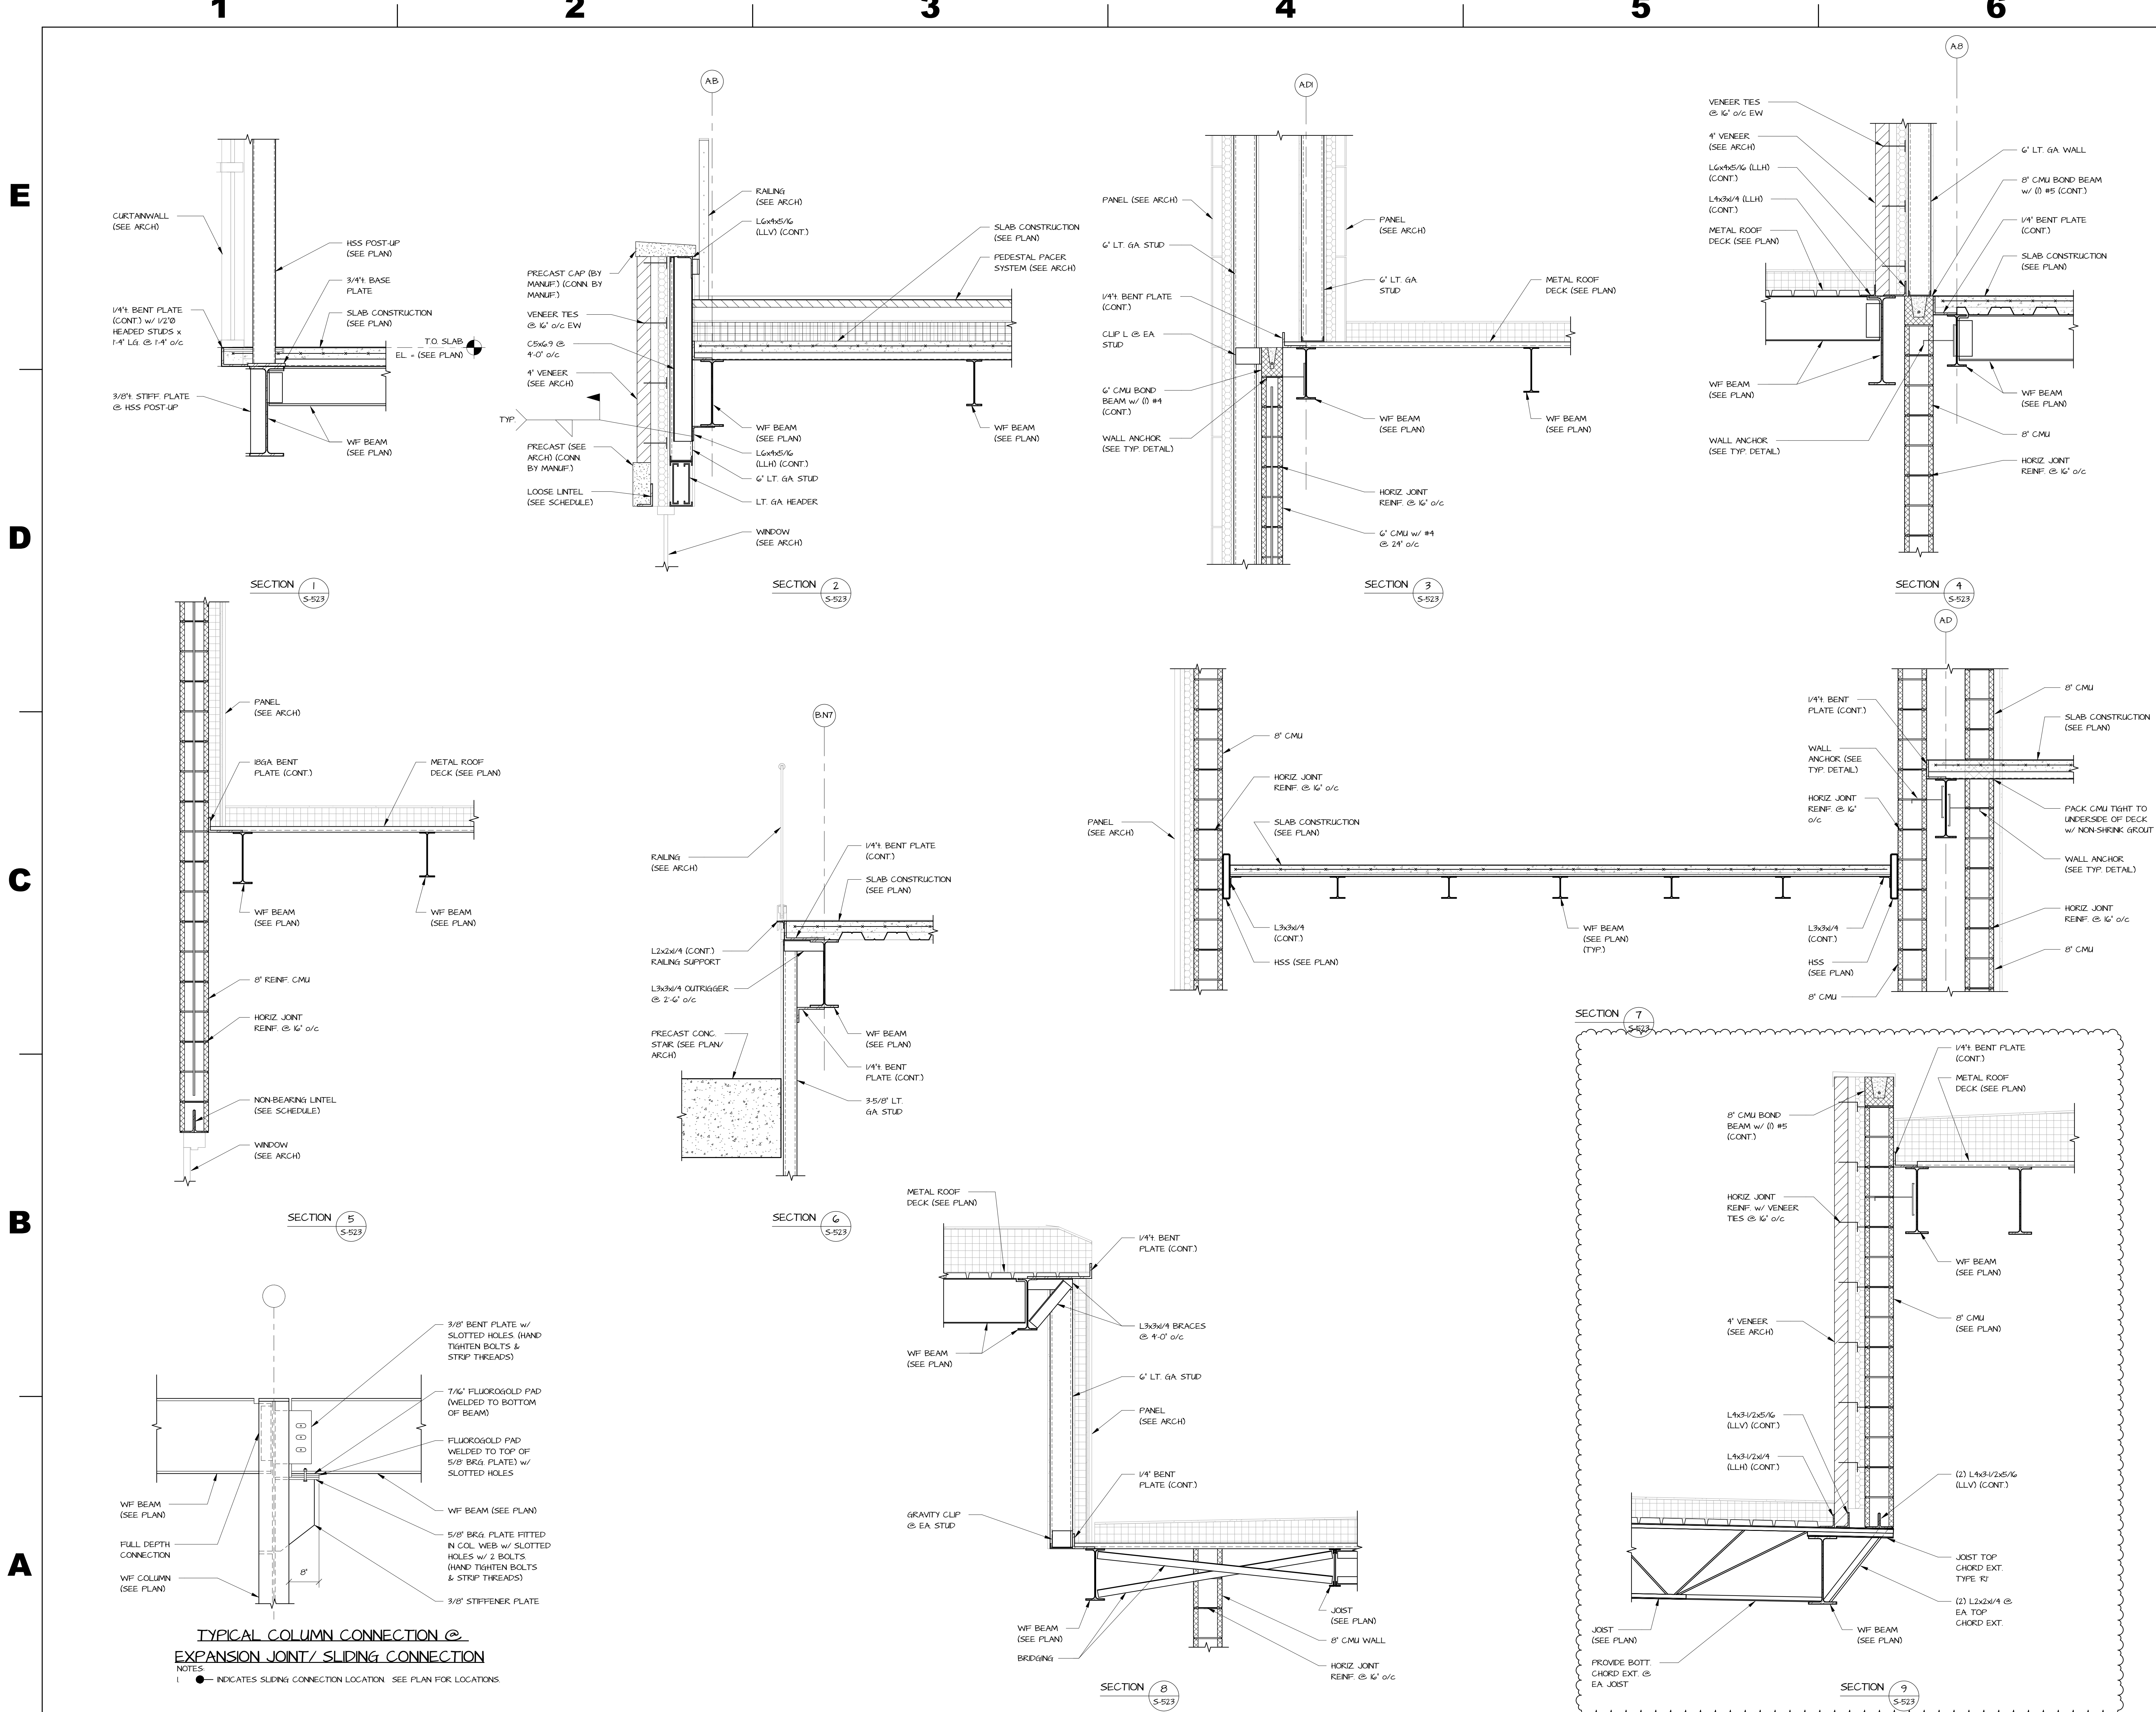 1
2
3
4
5
6
E
D
C
B
A
CURTAINWALL
(SEE ARCH)
HSS POST-UP
(SEE PLAN)
3/4"t. BASE
PLATE
1/4"t. BENT PLATE
(CONT.) w/ 1/2"Ø
HEADED STUDS x
1'-4" LG. @ 1'-4" o/c
SLAB CONSTRUCTION
(SEE PLAN)
T.O. SLAB
EL. = (SEE PLAN)
3/8"t. STIFF. PLATE
@ HSS POST-UP
WF BEAM
(SEE PLAN)
SECTION 1
S-523
A.B
RAILING
(SEE ARCH)
L6x4x5/16
(LLV) (CONT.)
SLAB CONSTRUCTION
(SEE PLAN)
PEDESTAL PACER
SYSTEM (SEE ARCH)
PRECAST CAP (BY
MANUF.) (CONN. BY
MANUF.)
VENEER TIES
@ 16" o/c EW
C5x6.9 @
4'-0" o/c
4" VENEER
(SEE ARCH)
TYP.
PRECAST (SEE
ARCH) (CONN.
BY MANUF.)
LOOSE LINTEL
(SEE SCHEDULE)
WF BEAM
(SEE PLAN)
L6x4x5/16
(LLH) (CONT.)
6" LT. GA. STUD
LT. GA. HEADER
WINDOW
(SEE ARCH)
WF BEAM
(SEE PLAN)
SECTION 2
S-523
A.D1
PANEL (SEE ARCH)
6" LT. GA. STUD
1/4"t. BENT PLATE
(CONT.)
CLIP L @ EA.
STUD
6" CMU BOND
BEAM w/ (1) #4
(CONT.)
WALL ANCHOR
(SEE TYP. DETAIL)
PANEL
(SEE ARCH)
6" LT. GA.
STUD
METAL ROOF
DECK (SEE PLAN)
WF BEAM
(SEE PLAN)
WF BEAM
(SEE PLAN)
HORIZ. JOINT
REINF. @ 16" o/c
6" CMU w/ #4
@ 24" o/c
SECTION 3
S-523
A.8
VENEER TIES
@ 16" o/c EW
4" VENEER
(SEE ARCH)
L6x4x5/16 (LLH)
(CONT.)
L4x3x1/4 (LLH)
(CONT.)
METAL ROOF
DECK (SEE PLAN)
WF BEAM
(SEE PLAN)
WALL ANCHOR
(SEE TYP. DETAIL)
6" LT. GA. WALL
8" CMU BOND BEAM
w/ (1) #5 (CONT.)
1/4" BENT PLATE
(CONT.)
SLAB CONSTRUCTION
(SEE PLAN)
WF BEAM
(SEE PLAN)
8" CMU
HORIZ. JOINT
REINF. @ 16" o/c
SECTION 4
S-523
PANEL
(SEE ARCH)
18GA. BENT
PLATE (CONT.)
METAL ROOF
DECK (SEE PLAN)
WF BEAM
(SEE PLAN)
WF BEAM
(SEE PLAN)
8" REINF. CMU
HORIZ. JOINT
REINF. @ 16" o/c
NON-BEARING LINTEL
(SEE SCHEDULE)
WINDOW
(SEE ARCH)
SECTION 5
S-523
B.N7
RAILING
(SEE ARCH)
1/4"t. BENT PLATE
(CONT.)
SLAB CONSTRUCTION
(SEE PLAN)
L2x2x1/4 (CONT.)
RAILING SUPPORT
L3x3x1/4 OUTRIGGER
@ 2'-6" o/c
PRECAST CONC.
STAIR (SEE PLAN/
ARCH)
WF BEAM
(SEE PLAN)
1/4"t. BENT
PLATE (CONT.)
3-5/8" LT.
GA. STUD
SECTION 6
S-523
A.D
PANEL
(SEE ARCH)
8" CMU
HORIZ. JOINT
REINF. @ 16" o/c
SLAB CONSTRUCTION
(SEE PLAN)
L3x3x1/4
(CONT.)
HSS (SEE PLAN)
WF BEAM
(SEE PLAN)
(TYP.)
1/4"t. BENT
PLATE (CONT.)
WALL
ANCHOR (SEE
TYP. DETAIL)
HORIZ. JOINT
REINF. @ 16"
o/c
L3x3x1/4
(CONT.)
HSS
(SEE PLAN)
8" CMU
8" CMU
SLAB CONSTRUCTION
(SEE PLAN)
PACK CMU TIGHT TO
UNDERSIDE OF DECK
w/ NON-SHRINK GROUT
WALL ANCHOR
(SEE TYP. DETAIL)
HORIZ. JOINT
REINF. @ 16" o/c
8" CMU
SECTION 7
S-523
3/8" BENT PLATE w/
SLOTTED HOLES. (HAND
TIGHTEN BOLTS &
STRIP THREADS)
7/16" FLUOROGOLD PAD
(WELDED TO BOTTOM
OF BEAM)
FLUOROGOLD PAD
WELDED TO TOP OF
5/8" BRG. PLATE) w/
SLOTTED HOLES
WF BEAM (SEE PLAN)
5/8" BRG. PLATE FITTED
IN COL. WEB w/ SLOTTED
HOLES w/ 2 BOLTS.
(HAND TIGHTEN BOLTS
& STRIP THREADS)
3/8" STIFFENER PLATE
WF BEAM
(SEE PLAN)
FULL DEPTH
CONNECTION
WF COLUMN
(SEE PLAN)
8"
TYPICAL COLUMN CONNECTION @
EXPANSION JOINT/ SLIDING CONNECTION
NOTES:
1. INDICATES SLIDING CONNECTION LOCATION. SEE PLAN FOR LOCATIONS.
METAL ROOF
DECK (SEE PLAN)
1/4"t. BENT
PLATE (CONT.)
L3x3x1/4 BRACES
@ 4'-0" o/c
WF BEAM
(SEE PLAN)
6" LT. GA. STUD
PANEL
(SEE ARCH)
1/4" BENT
PLATE (CONT.)
GRAVITY CLIP
@ EA. STUD
WF BEAM
(SEE PLAN)
BRIDGING
JOIST
(SEE PLAN)
8" CMU WALL
HORIZ. JOINT
REINF. @ 16" o/c
SECTION 8
S-523
1/4"t. BENT PLATE
(CONT.)
METAL ROOF
DECK (SEE PLAN)
8" CMU BOND
BEAM w/ (1) #5
(CONT.)
HORIZ. JOINT
REINF. w/ VENEER
TIES @ 16" o/c
WF BEAM
(SEE PLAN)
4" VENEER
(SEE ARCH)
8" CMU
(SEE PLAN)
L4x3-1/2x5/16
(LLV) (CONT.)
L4x3-1/2x1/4
(LLH) (CONT.)
(2) L4x3-1/2x5/16
(LLV) (CONT.)
JOIST TOP
CHORD EXT.
TYPE 'R1'
(2) L2x2x1/4 @
EA. TOP
CHORD EXT.
JOIST
(SEE PLAN)
WF BEAM
(SEE PLAN)
PROVIDE BOTT.
CHORD EXT. @
EA. JOIST
SECTION 9
S-523